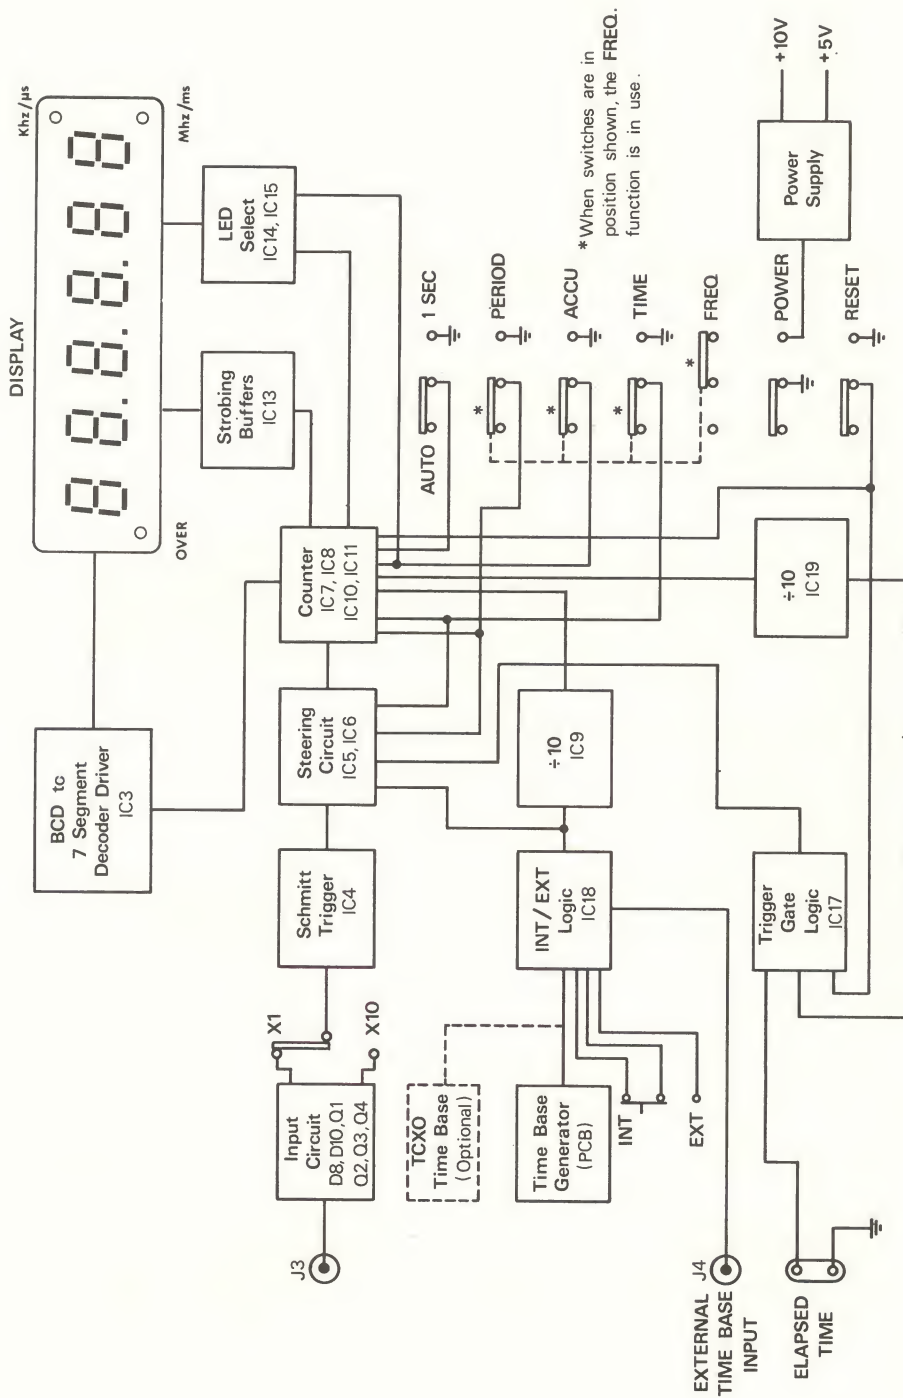 DISPLAY
Khz/µs
Mhz/ms
OVER
BCD tc
7 Segment
Decoder Driver
IC3
Strobing
Buffers
IC13
LED
Select
IC14, IC15
J3
Input
Circuit
D8, D10, Q1
Q2, Q3, Q4
X1
X10
Schmitt
Trigger
IC4
Steering
Circuit
IC5, IC6
Counter
IC7, IC8
IC10, IC11
AUTO
1 SEC
PERIOD
ACCU
TIME
FREQ
POWER
RESET
*
*
*
*
*When switches are in
position shown, the FREQ.
function is in use.
TCXO
Time Base
(Optional)
Time Base
Generator
(PCB)
INT
EXT
INT/EXT
Logic
IC18
÷10
IC9
EXTERNAL
TIME BASE
INPUT
J4
ELAPSED
TIME
Trigger
Gate
Logic
IC17
÷10
IC19
Power
Supply
+10V
+5V